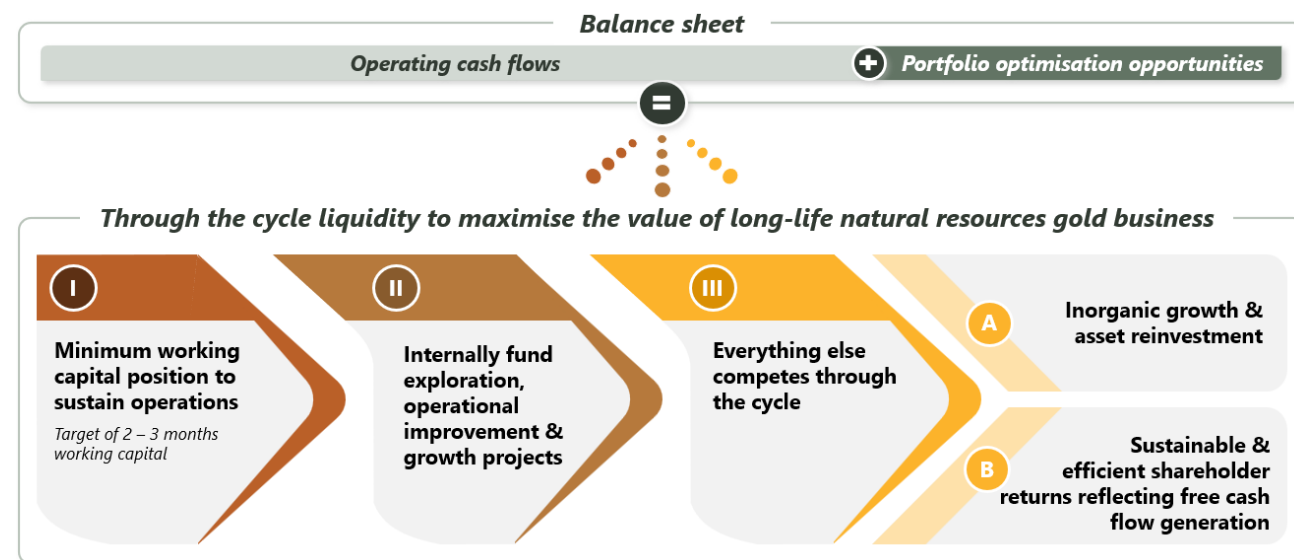 Balance sheet
Operating cash flows
+ Portfolio optimisation opportunities
=
Through the cycle liquidity to maximise the value of long-life natural resources gold business
I
Minimum working
capital position to
sustain operations
Target of 2 – 3 months
working capital
II
Internally fund
exploration,
operational
improvement &
growth projects
III
Everything else
competes through
the cycle
A
Inorganic growth &
asset reinvestment
B
Sustainable &
efficient shareholder
returns reflecting free cash
flow generation